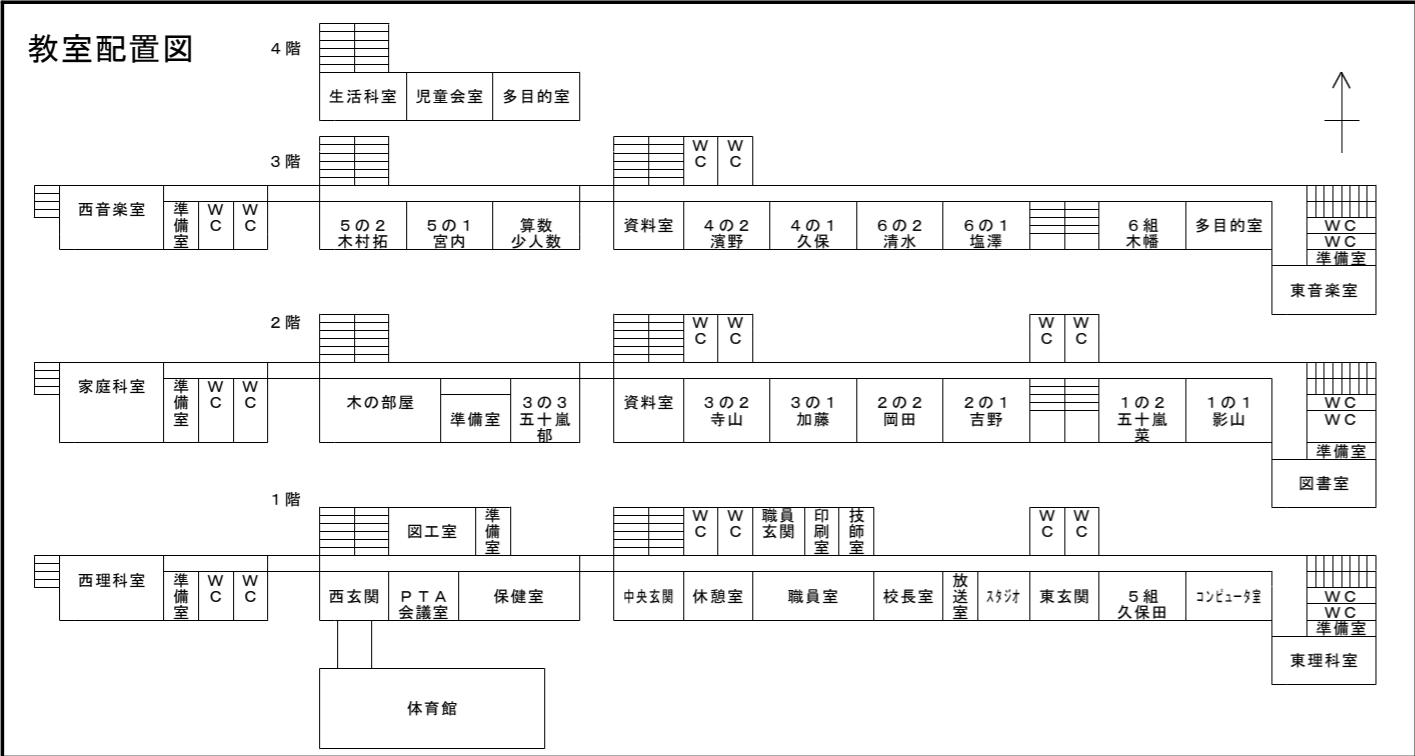 教室配置図
4階
生活科室 児童会室 多目的室
3階
WC WC
西音楽室 準備室 WC WC
5の2 木村拓
5の1 宮内
算数 少人数
資料室
4の2 濱野
4の1 久保
6の2 清水
6の1 塩澤
6組 木幡
多目的室
WC
WC
準備室
東音楽室
2階
WC WC
WC WC
家庭科室 準備室 WC WC
木の部屋
準備室
3の3 五十嵐 郁
資料室
3の2 寺山
3の1 加藤
2の2 岡田
2の1 吉野
1の2 五十嵐 菜
1の1 影山
WC
WC
準備室
図書室
1階
図工室 準備室
WC WC
職員玄関
印刷室
技師室
WC WC
西理科室 準備室 WC WC
西玄関
PTA 会議室
保健室
中央玄関
休憩室
職員室
校長室
放送室
スタジオ
東玄関
5組 久保田
コンピュータ室
WC
WC
準備室
東理科室
体育館